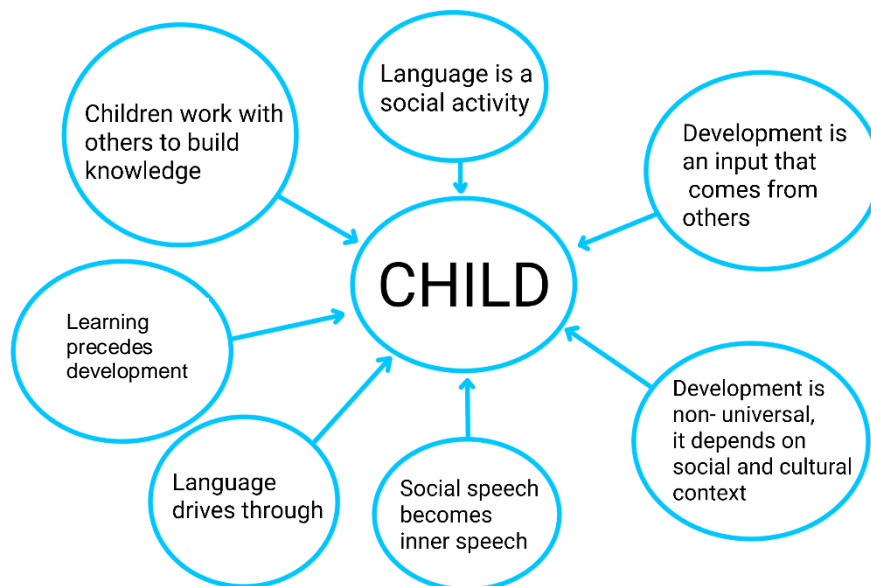 Language is a
social activity
Children work with
others to build
knowledge
Development is
an input that
comes from
others
CHILD
Learning
precedes
development
Development is
non- universal,
it depends on
social and cultural
context
Language
drives through
Social speech
becomes
inner speech